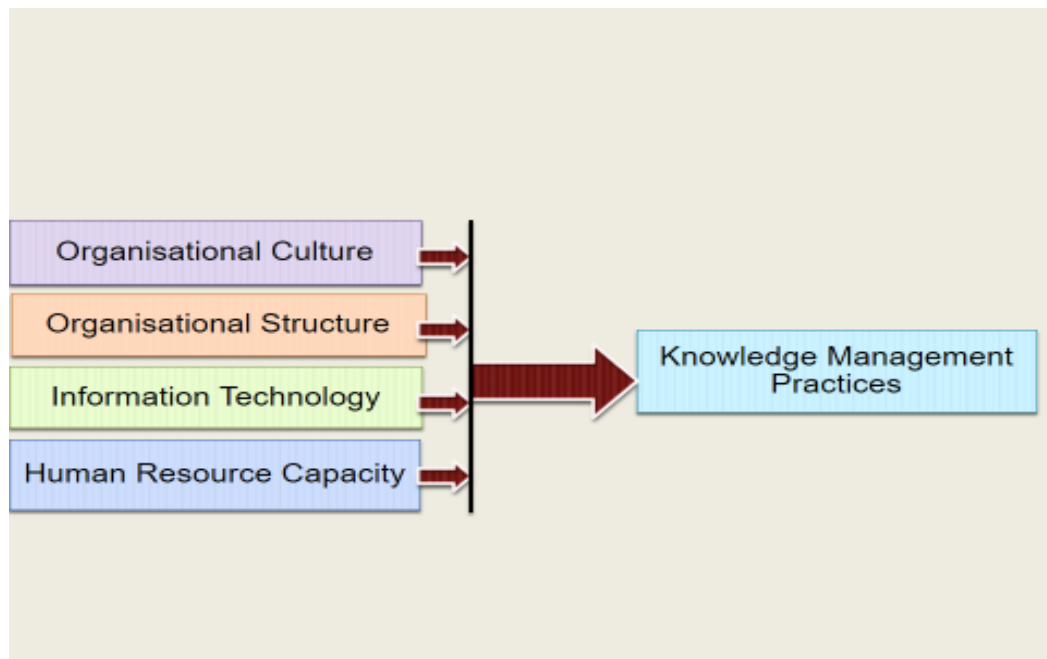 Organisational Culture
Organisational Structure
Information Technology
Human Resource Capacity
Knowledge Management
Practices